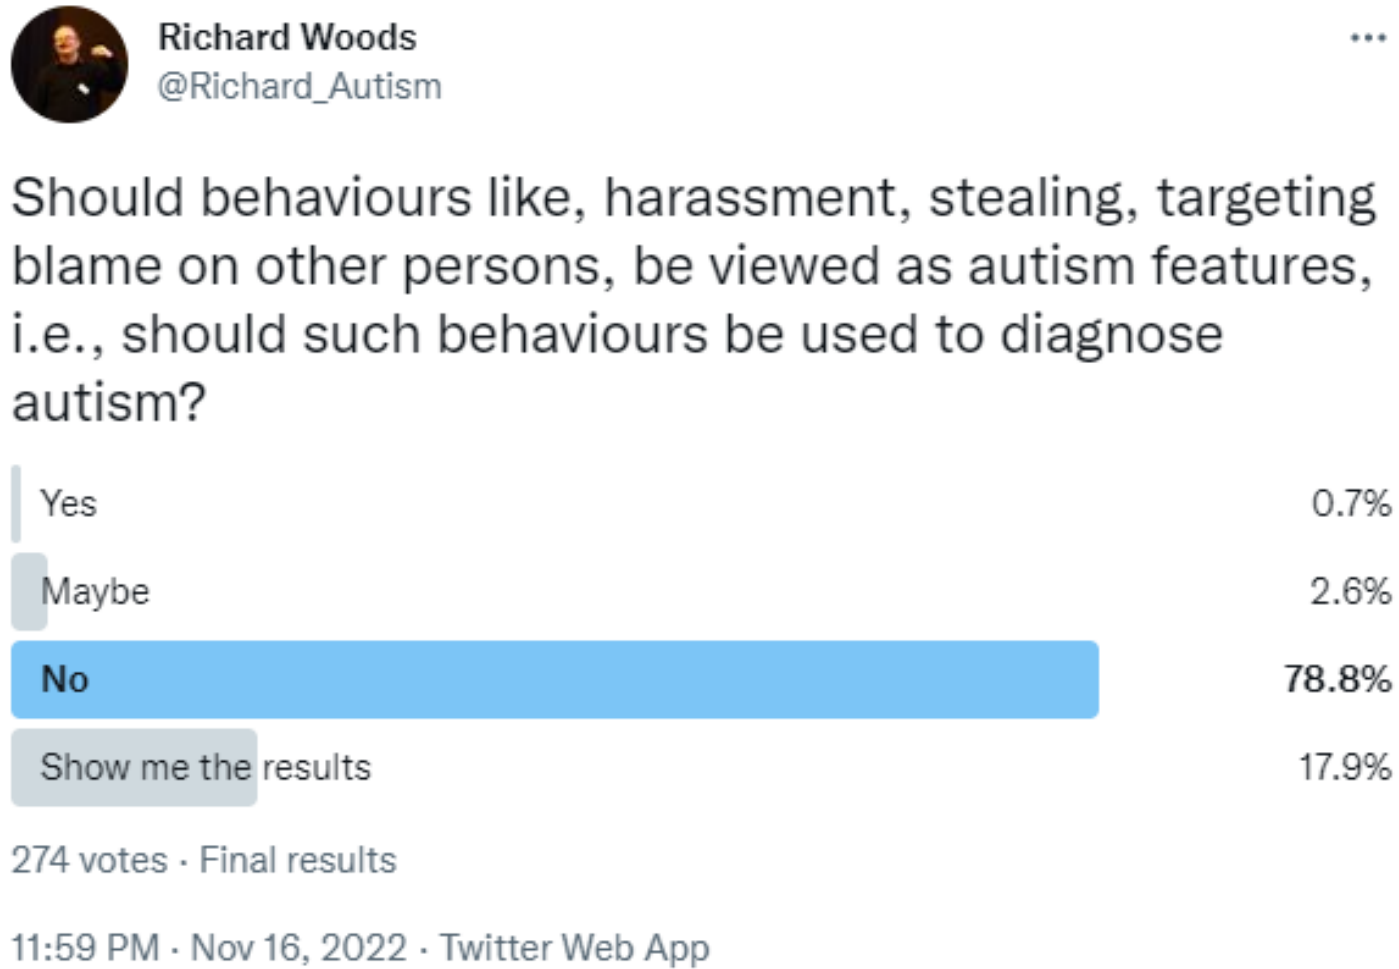 Richard Woods
@Richard_Autism
Should behaviours like, harassment, stealing, targeting
blame on other persons, be viewed as autism features,
i.e., should such behaviours be used to diagnose
autism?
Yes 0.7%
Maybe 2.6%
No 78.8%
Show me the results 17.9%
274 votes · Final results
11:59 PM · Nov 16, 2022 · Twitter Web App